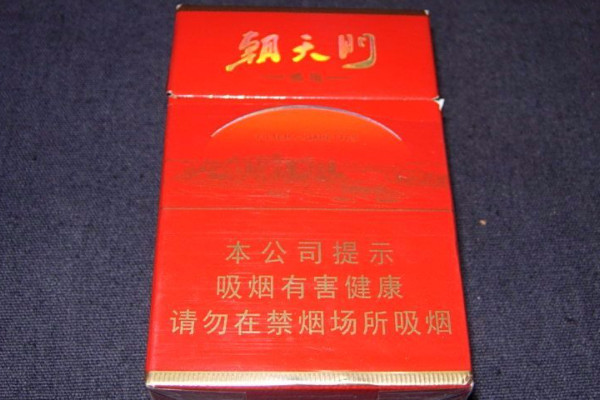 朝天門
本公司提示
吸烟有害健康
请勿在禁烟场所吸烟